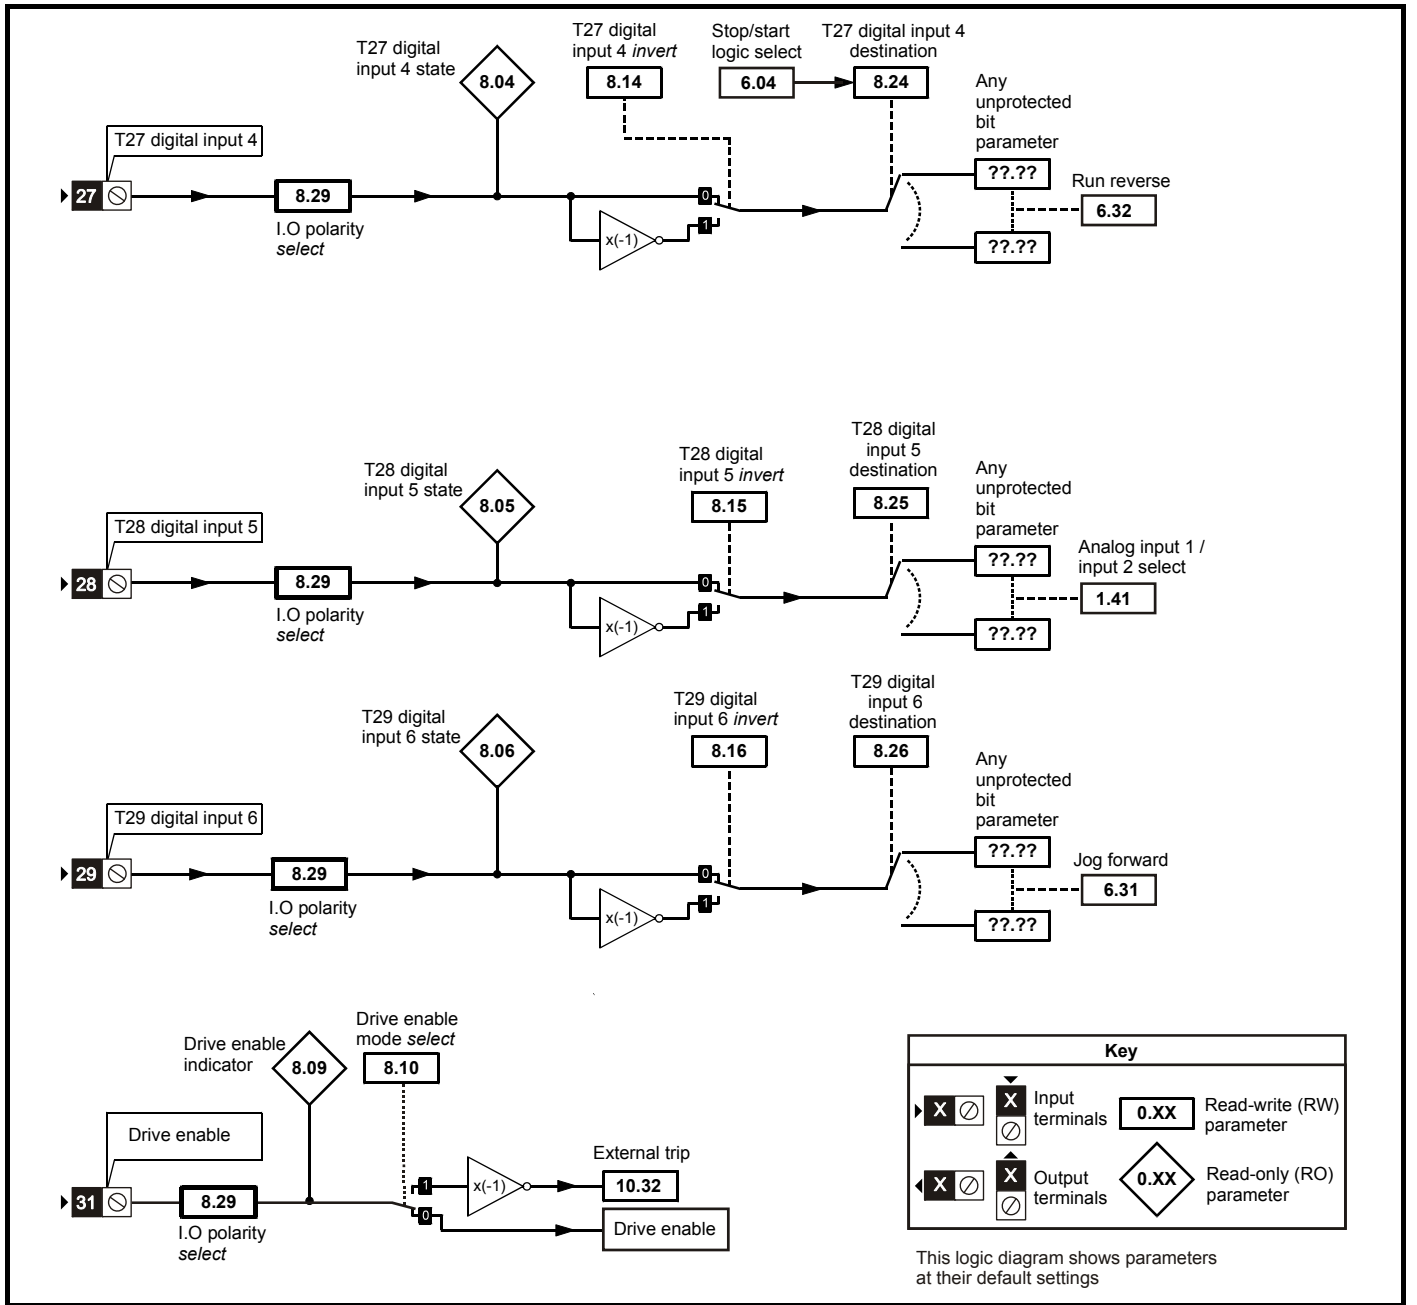 T27 digital
input 4 state
8.04
T27 digital
input 4 invert
8.14
Stop/start
logic select
6.04
T27 digital input 4
destination
8.24
Any
unprotected
bit
parameter
T27 digital input 4
27
8.29
I.O polarity
select
0
1
x(-1)
??.??
??.??
Run reverse
6.32
T28 digital
input 5 state
8.05
T28 digital
input 5 invert
8.15
T28 digital
input 5
destination
8.25
Any
unprotected
bit
parameter
T28 digital input 5
28
8.29
I.O polarity
select
0
1
x(-1)
??.??
??.??
Analog input 1 /
input 2 select
1.41
T29 digital
input 6 state
8.06
T29 digital
input 6 invert
8.16
T29 digital
input 6
destination
8.26
Any
unprotected
bit
parameter
T29 digital input 6
29
8.29
I.O polarity
select
0
1
x(-1)
??.??
??.??
Jog forward
6.31
Drive enable
indicator
8.09
Drive enable
mode select
8.10
Drive enable
31
8.29
I.O polarity
select
1
0
x(-1)
External trip
10.32
Drive enable
Key
X
X
Input
terminals
0.XX
Read-write (RW)
parameter
X
X
Output
terminals
0.XX
Read-only (RO)
parameter
This logic diagram shows parameters
at their default settings